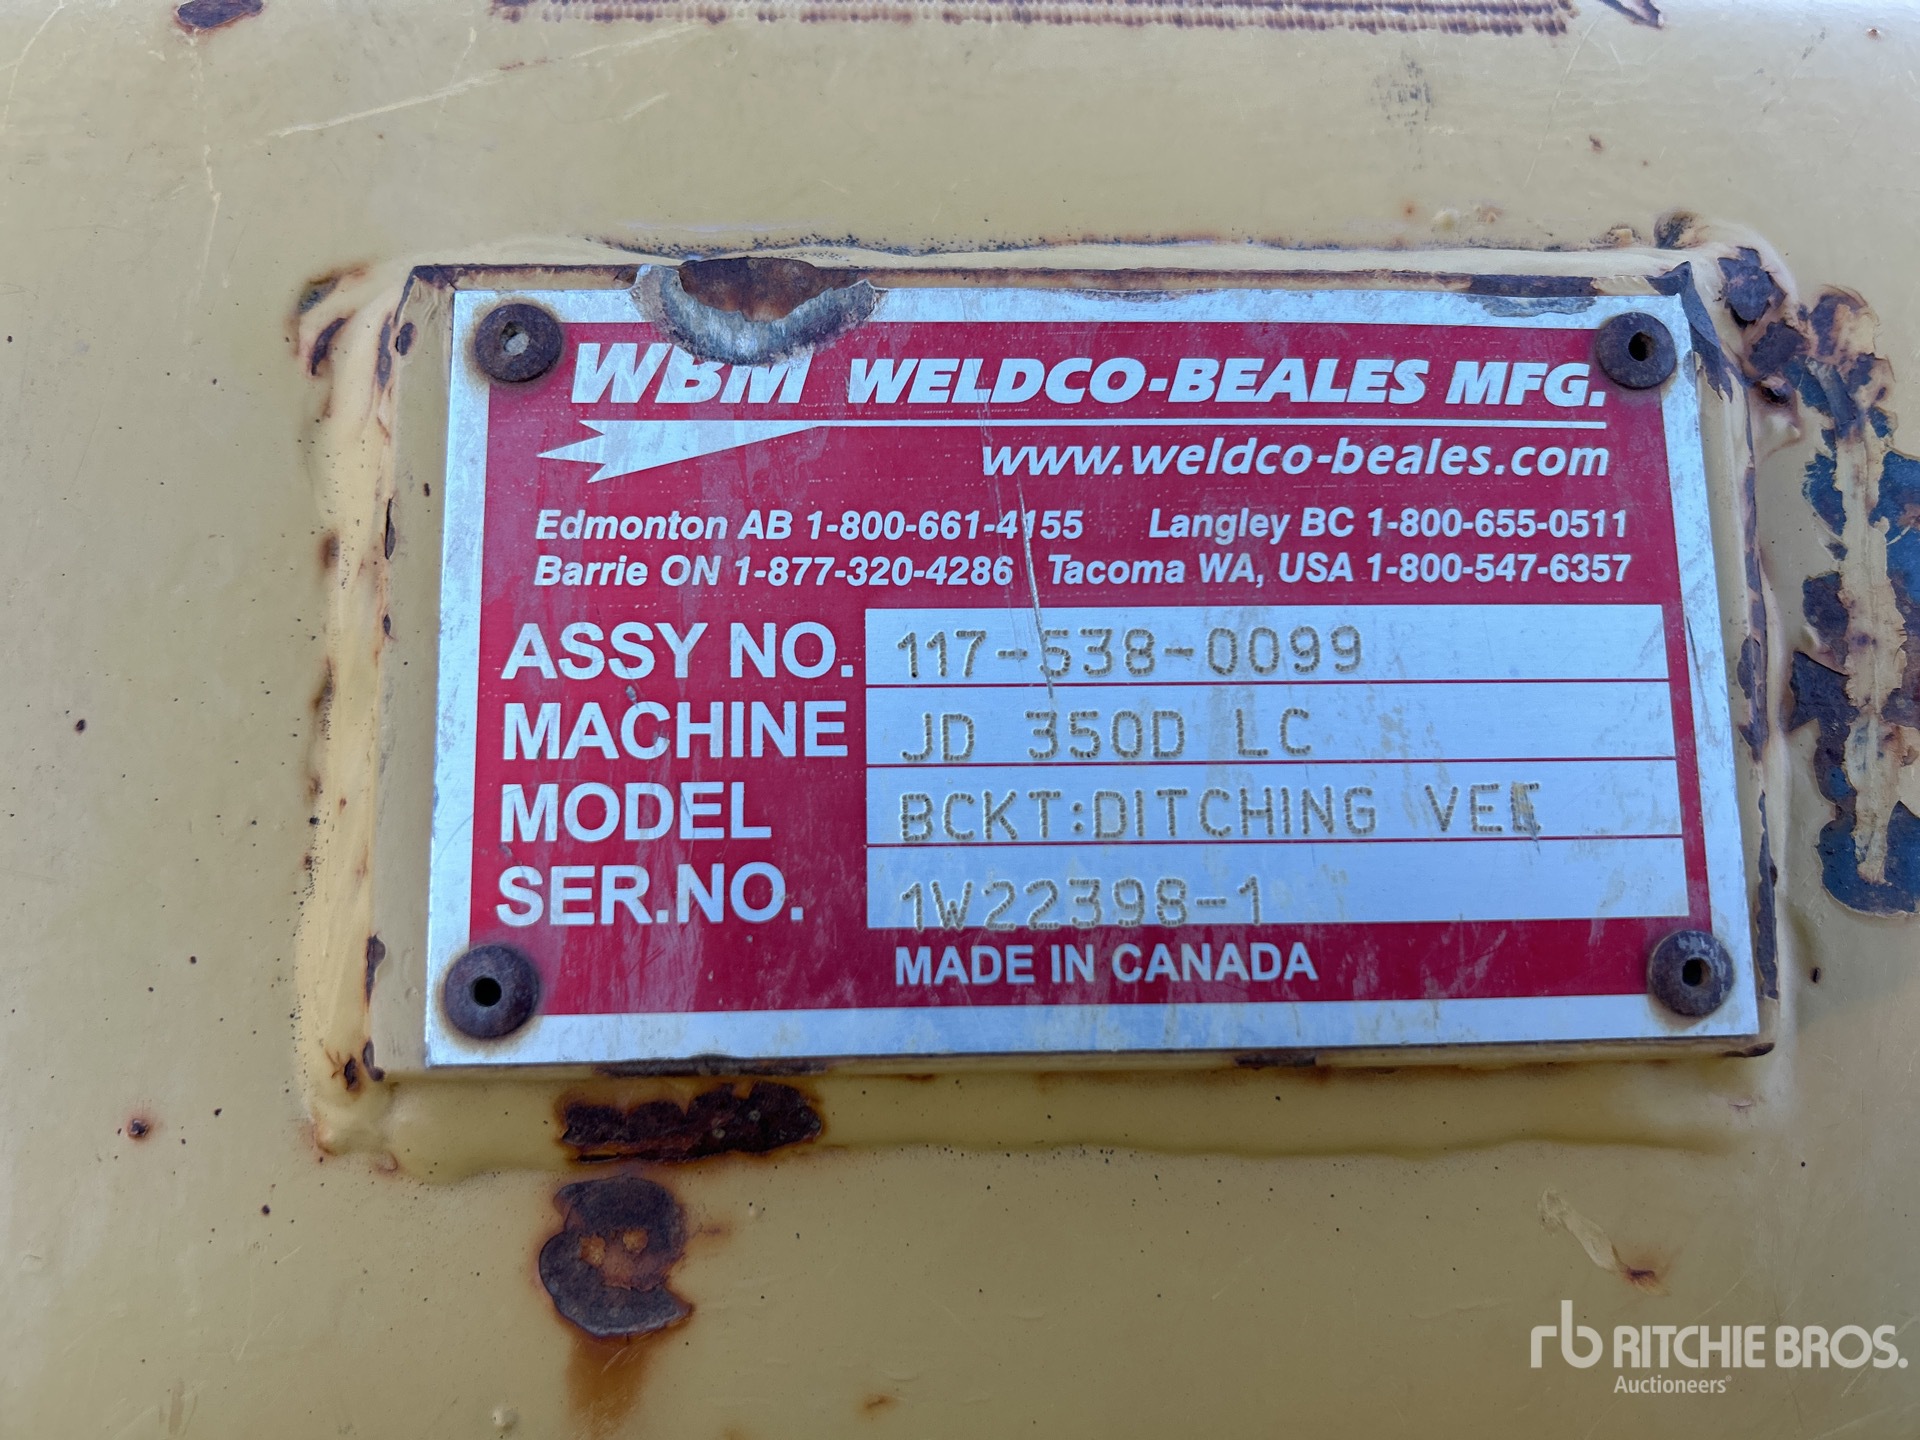 WBM WELDCO-BEALES MFG.
www.weldco-beales.com
Edmonton AB 1-800-661-4155 Langley BC 1-800-655-0511
Barrie ON 1-877-320-4286 Tacoma WA, USA 1-800-547-6357
ASSY NO. 117-538-0099
MACHINE JD 350D LC
MODEL BCKT:DITCHING VEE
SER.NO. 1W22398-1
MADE IN CANADA
rb RITCHIE BROS.
Auctioneers